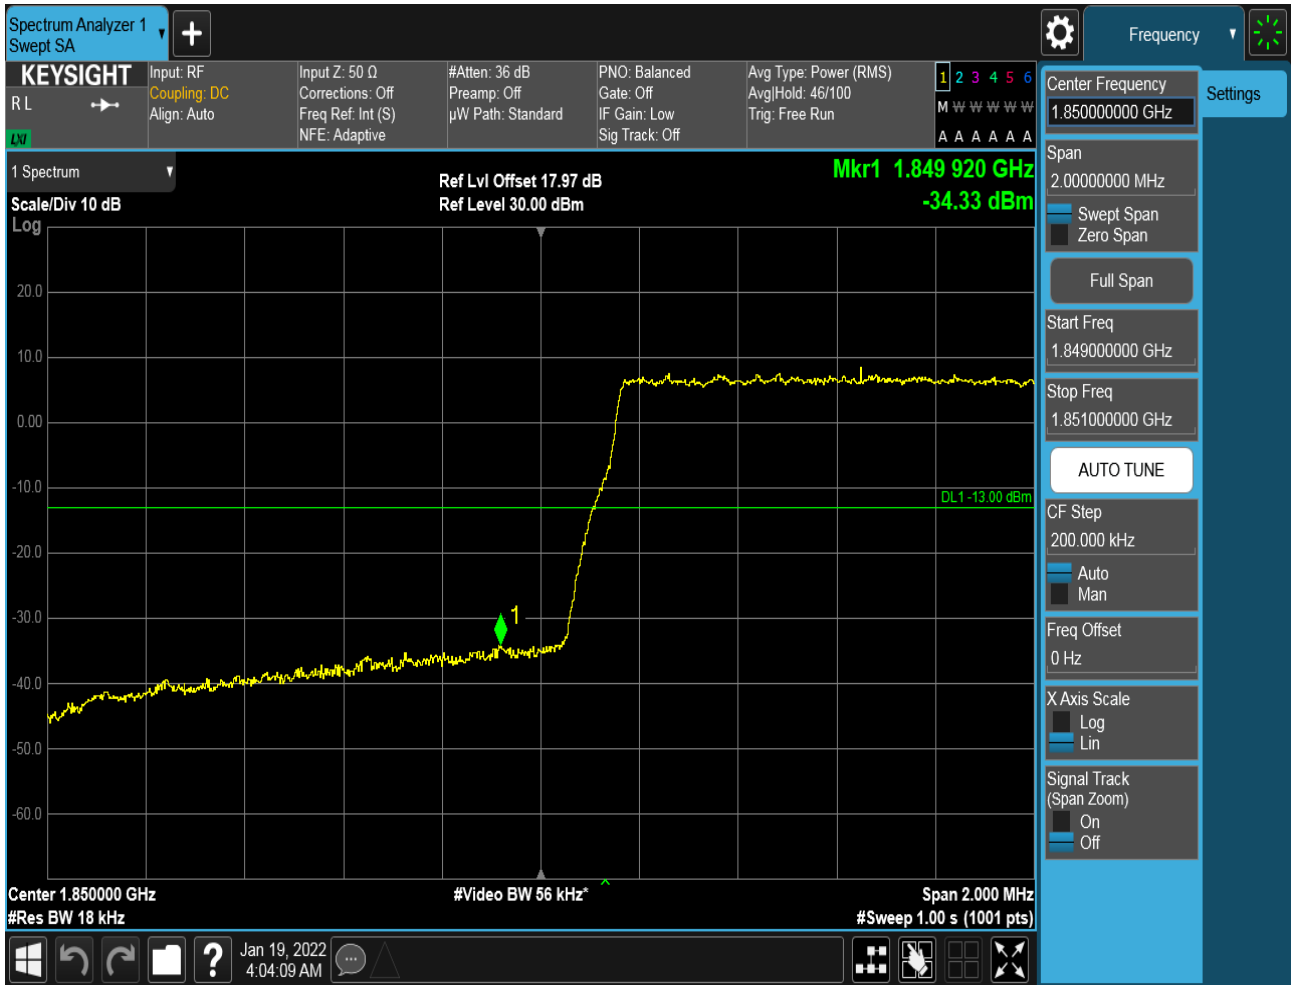 Spectrum Analyzer 1
Swept SA
Frequency
KEYSIGHT
R L
LXI
Input: RF
Coupling: DC
Align: Auto
Input Z: 50 Ω
Corrections: Off
Freq Ref: Int (S)
NFE: Adaptive
#Atten: 36 dB
Preamp: Off
µW Path: Standard
PNO: Balanced
Gate: Off
IF Gain: Low
Sig Track: Off
Avg Type: Power (RMS)
Avg|Hold: 46/100
Trig: Free Run
1 2 3 4 5 6
M W W W W W
A A A A A A
1 Spectrum
Scale/Div 10 dB
Log
Ref Lvl Offset 17.97 dB
Ref Level 30.00 dBm
Mkr1 1.849 920 GHz
-34.33 dBm
20.0
10.0
0.00
-10.0
-20.0
-30.0
-40.0
-50.0
-60.0
DL1 -13.00 dBm
1
Center 1.850000 GHz
#Res BW 18 kHz
#Video BW 56 kHz*
Span 2.000 MHz
#Sweep 1.00 s (1001 pts)
Jan 19, 2022
4:04:09 AM
Center Frequency
1.850000000 GHz
Settings
Span
2.00000000 MHz
Swept Span
Zero Span
Full Span
Start Freq
1.849000000 GHz
Stop Freq
1.851000000 GHz
AUTO TUNE
CF Step
200.000 kHz
Auto
Man
Freq Offset
0 Hz
X Axis Scale
Log
Lin
Signal Track
(Span Zoom)
On
Off